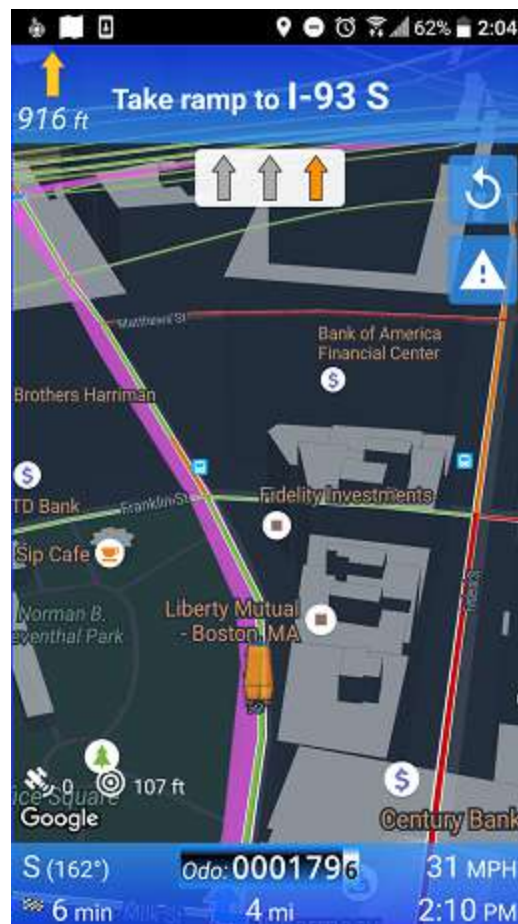 62% 2:04
916 ft
Take ramp to I-93 S
Matthews St
Bank of America
Financial Center
Brothers Harriman
TD Bank
Franklin St
Fidelity Investments
Sip Cafe
Norman B.
eventhal Park
Liberty Mutual
- Boston, MA
0
107 ft
ice Square
Google
Century Bank
S (162°)
Odo: 0001796
31 MPH
6 min
4 mi
2:10 PM